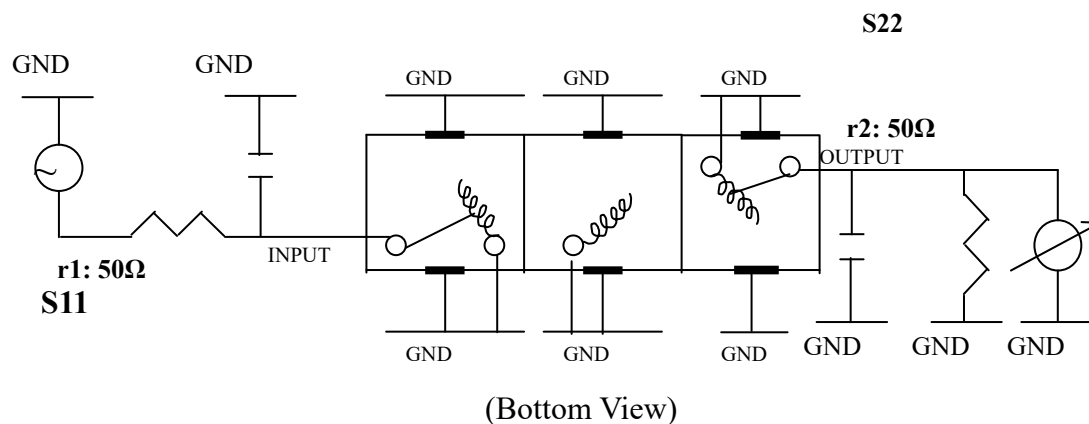 S22
GND
GND
GND
GND
GND
r2: 50Ω
OUTPUT
INPUT
r1: 50Ω
S11
GND
GND
GND
GND
GND
GND
(Bottom View)